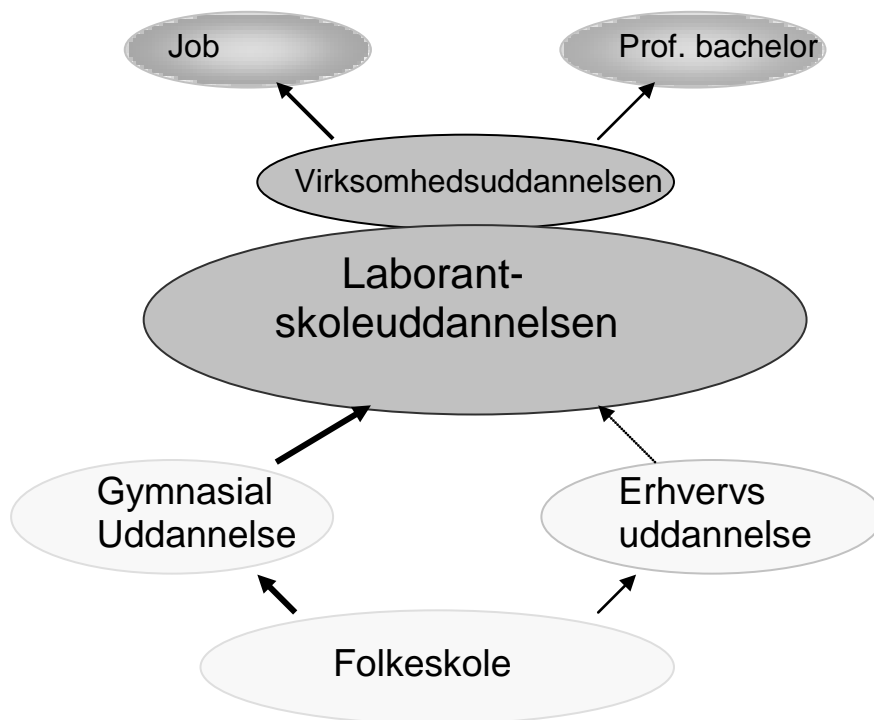 Job
Prof. bachelor
Virksomhedsuddannelsen
Laborant-
skoleuddannelsen
Gymnasial
Uddannelse
Erhvervs
uddannelse
Folkeskole